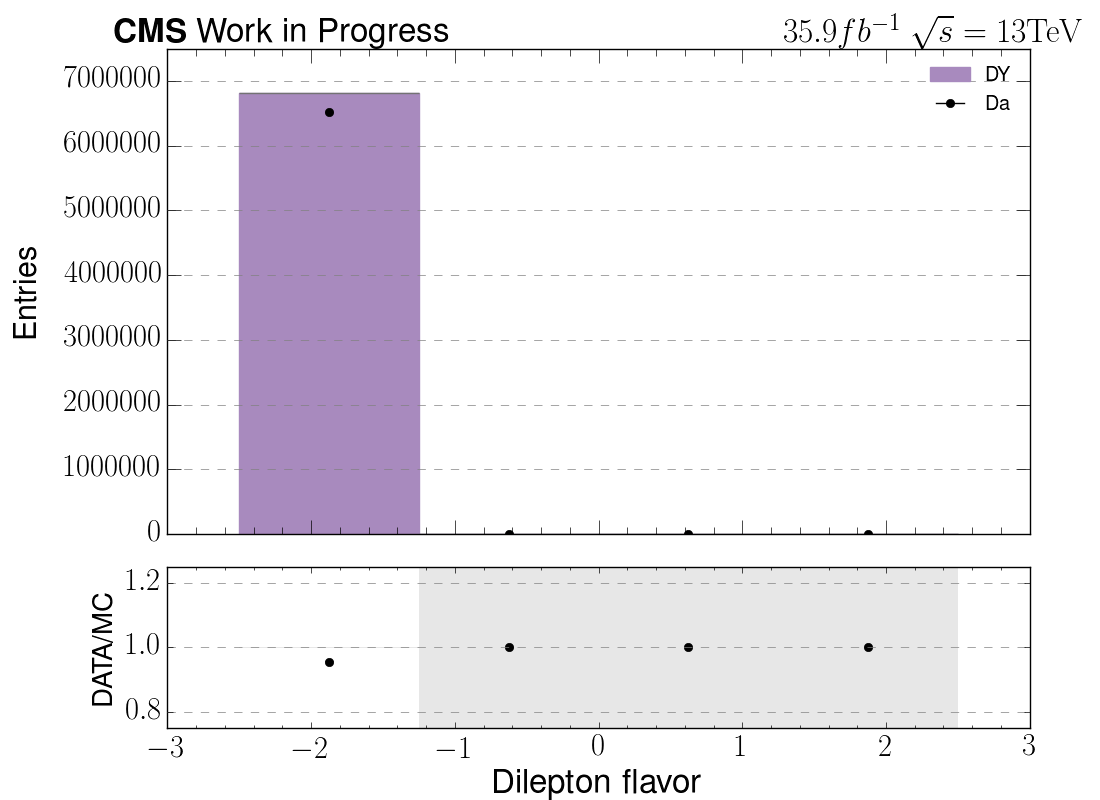 CMS Work in Progress
35.9fb⁻¹ √s = 13TeV
DY
Da
7000000
6000000
5000000
4000000
3000000
2000000
1000000
0
Entries
1.2
1.0
0.8
DATA/MC
−3 −2 −1 0 1 2 3
Dilepton flavor